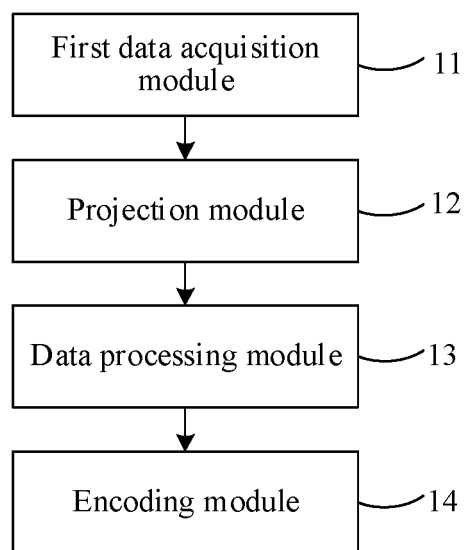 First data acquisition
module
11
Projection module
12
Data processing module
13
Encoding module
14